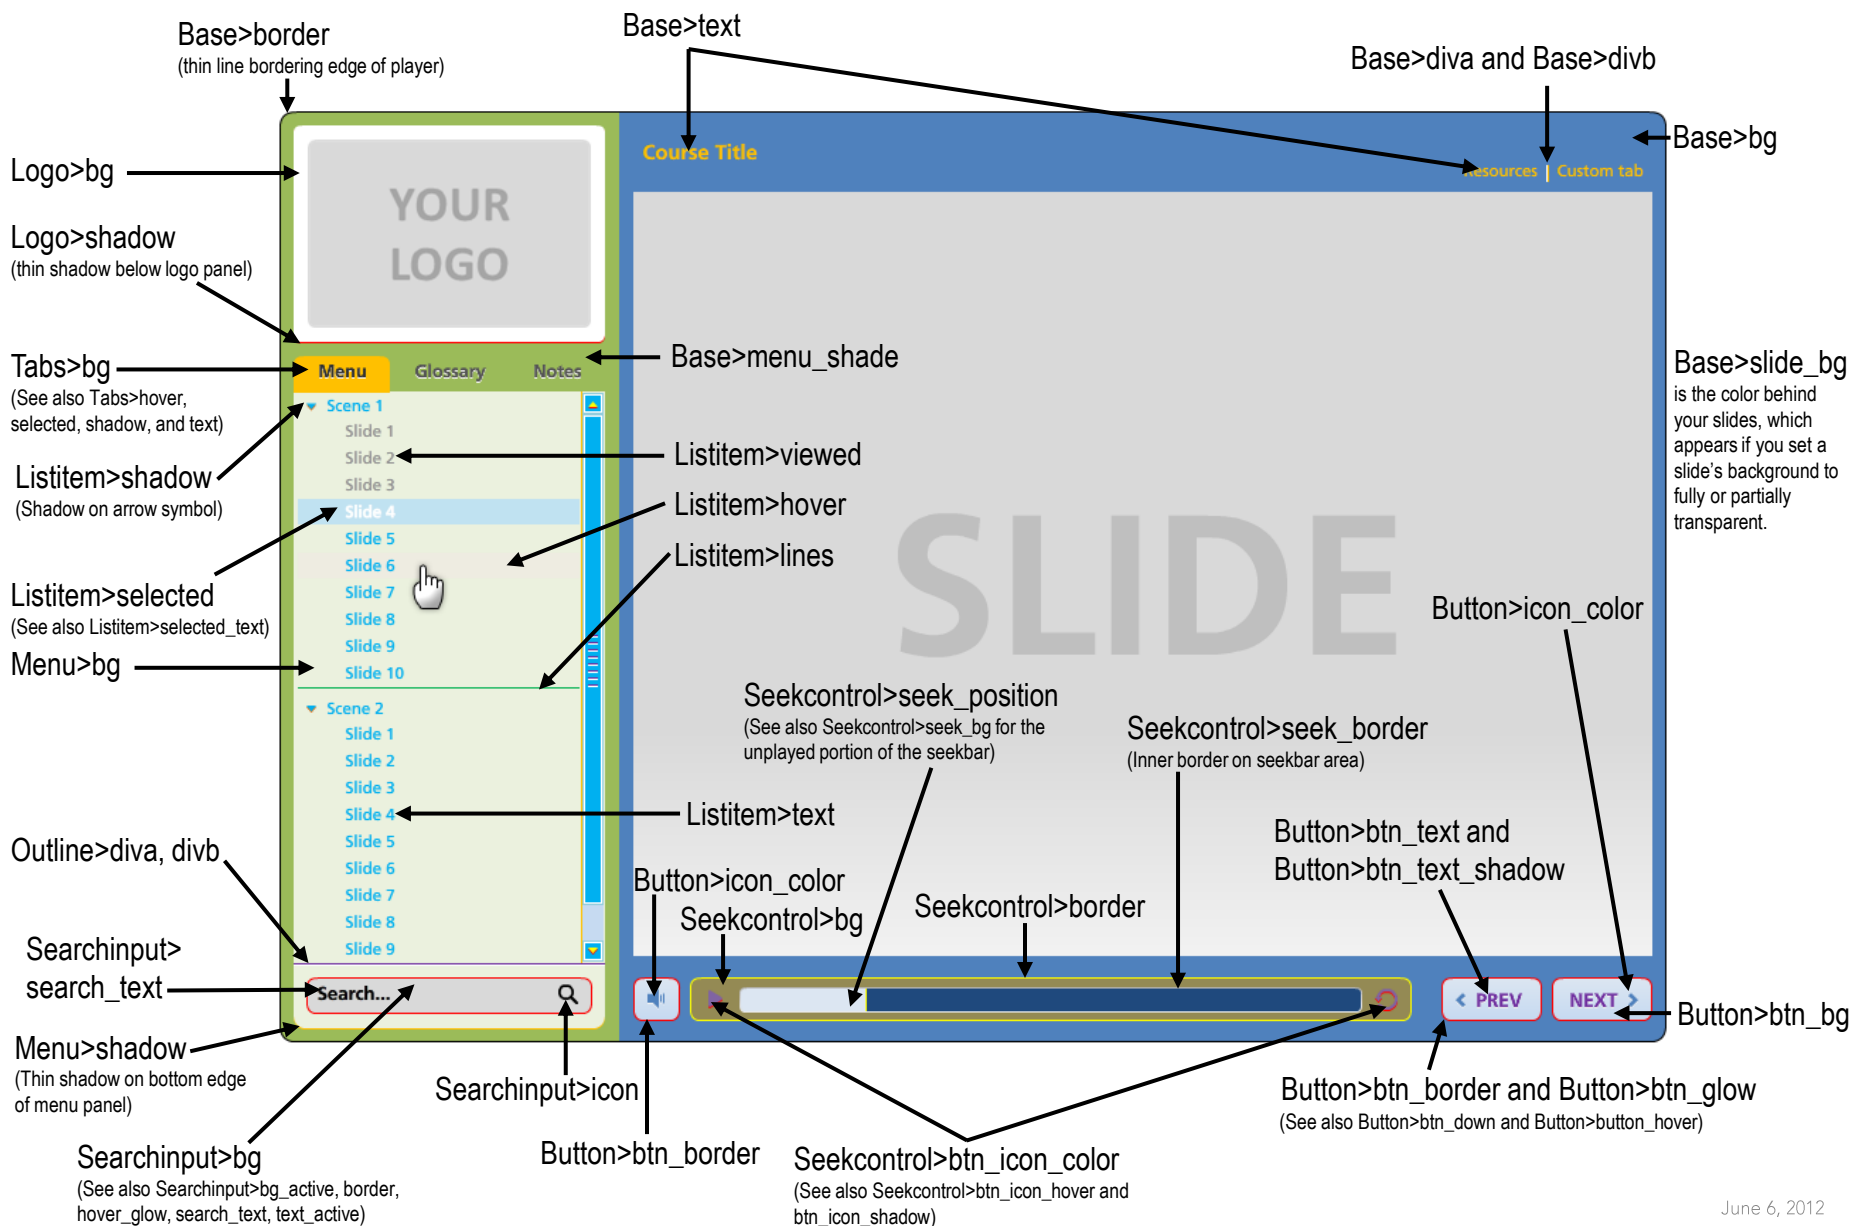 Base>border
(thin line bordering edge of player)
Base>text
Base>diva and Base>divb
Base>bg
Logo>bg
Logo>shadow
(thin shadow below logo panel)
Tabs>bg
(See also Tabs>hover,
selected, shadow, and text)
Listitem>shadow
(Shadow on arrow symbol)
Listitem>selected
(See also Listitem>selected_text)
Menu>bg
Outline>diva, divb
Searchinput>
search_text
Menu>shadow
(Thin shadow on bottom edge
of menu panel)
Searchinput>bg
(See also Searchinput>bg_active, border,
hover_glow, search_text, text_active)
YOUR
LOGO
Menu
Glossary
Notes
Scene 1
Slide 1
Slide 2
Slide 3
Slide 4
Slide 5
Slide 6
Slide 7
Slide 8
Slide 9
Slide 10
Scene 2
Slide 1
Slide 2
Slide 3
Slide 4
Slide 5
Slide 6
Slide 7
Slide 8
Slide 9
Search...
Course Title
Resources | Custom tab
Base>menu_shade
Listitem>viewed
Listitem>hover
Listitem>lines
Listitem>text
SLIDE
Base>slide_bg
is the color behind
your slides, which
appears if you set a
slide's background to
fully or partially
transparent.
Button>icon_color
Seekcontrol>seek_position
(See also Seekcontrol>seek_bg for the
unplayed portion of the seekbar)
Seekcontrol>seek_border
(Inner border on seekbar area)
Button>btn_text and
Button>btn_text_shadow
Button>icon_color
Seekcontrol>bg
Seekcontrol>border
PREV
NEXT
Button>btn_bg
Searchinput>icon
Button>btn_border
Seekcontrol>btn_icon_color
(See also Seekcontrol>btn_icon_hover and
btn_icon_shadow)
Button>btn_border and Button>btn_glow
(See also Button>btn_down and Button>button_hover)
June 6, 2012